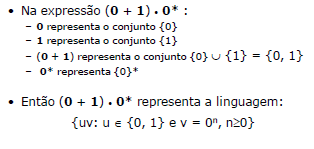 • Na expressão (0 + 1) • 0* :
– 0 representa o conjunto {0}
– 1 representa o conjunto {1}
– (0 + 1) representa o conjunto {0} ∪ {1} = {0, 1}
– 0* representa {0}*
• Então (0 + 1) • 0* representa a linguagem:
{uv: u ∈ {0, 1} e v = 0ⁿ, n≥0}